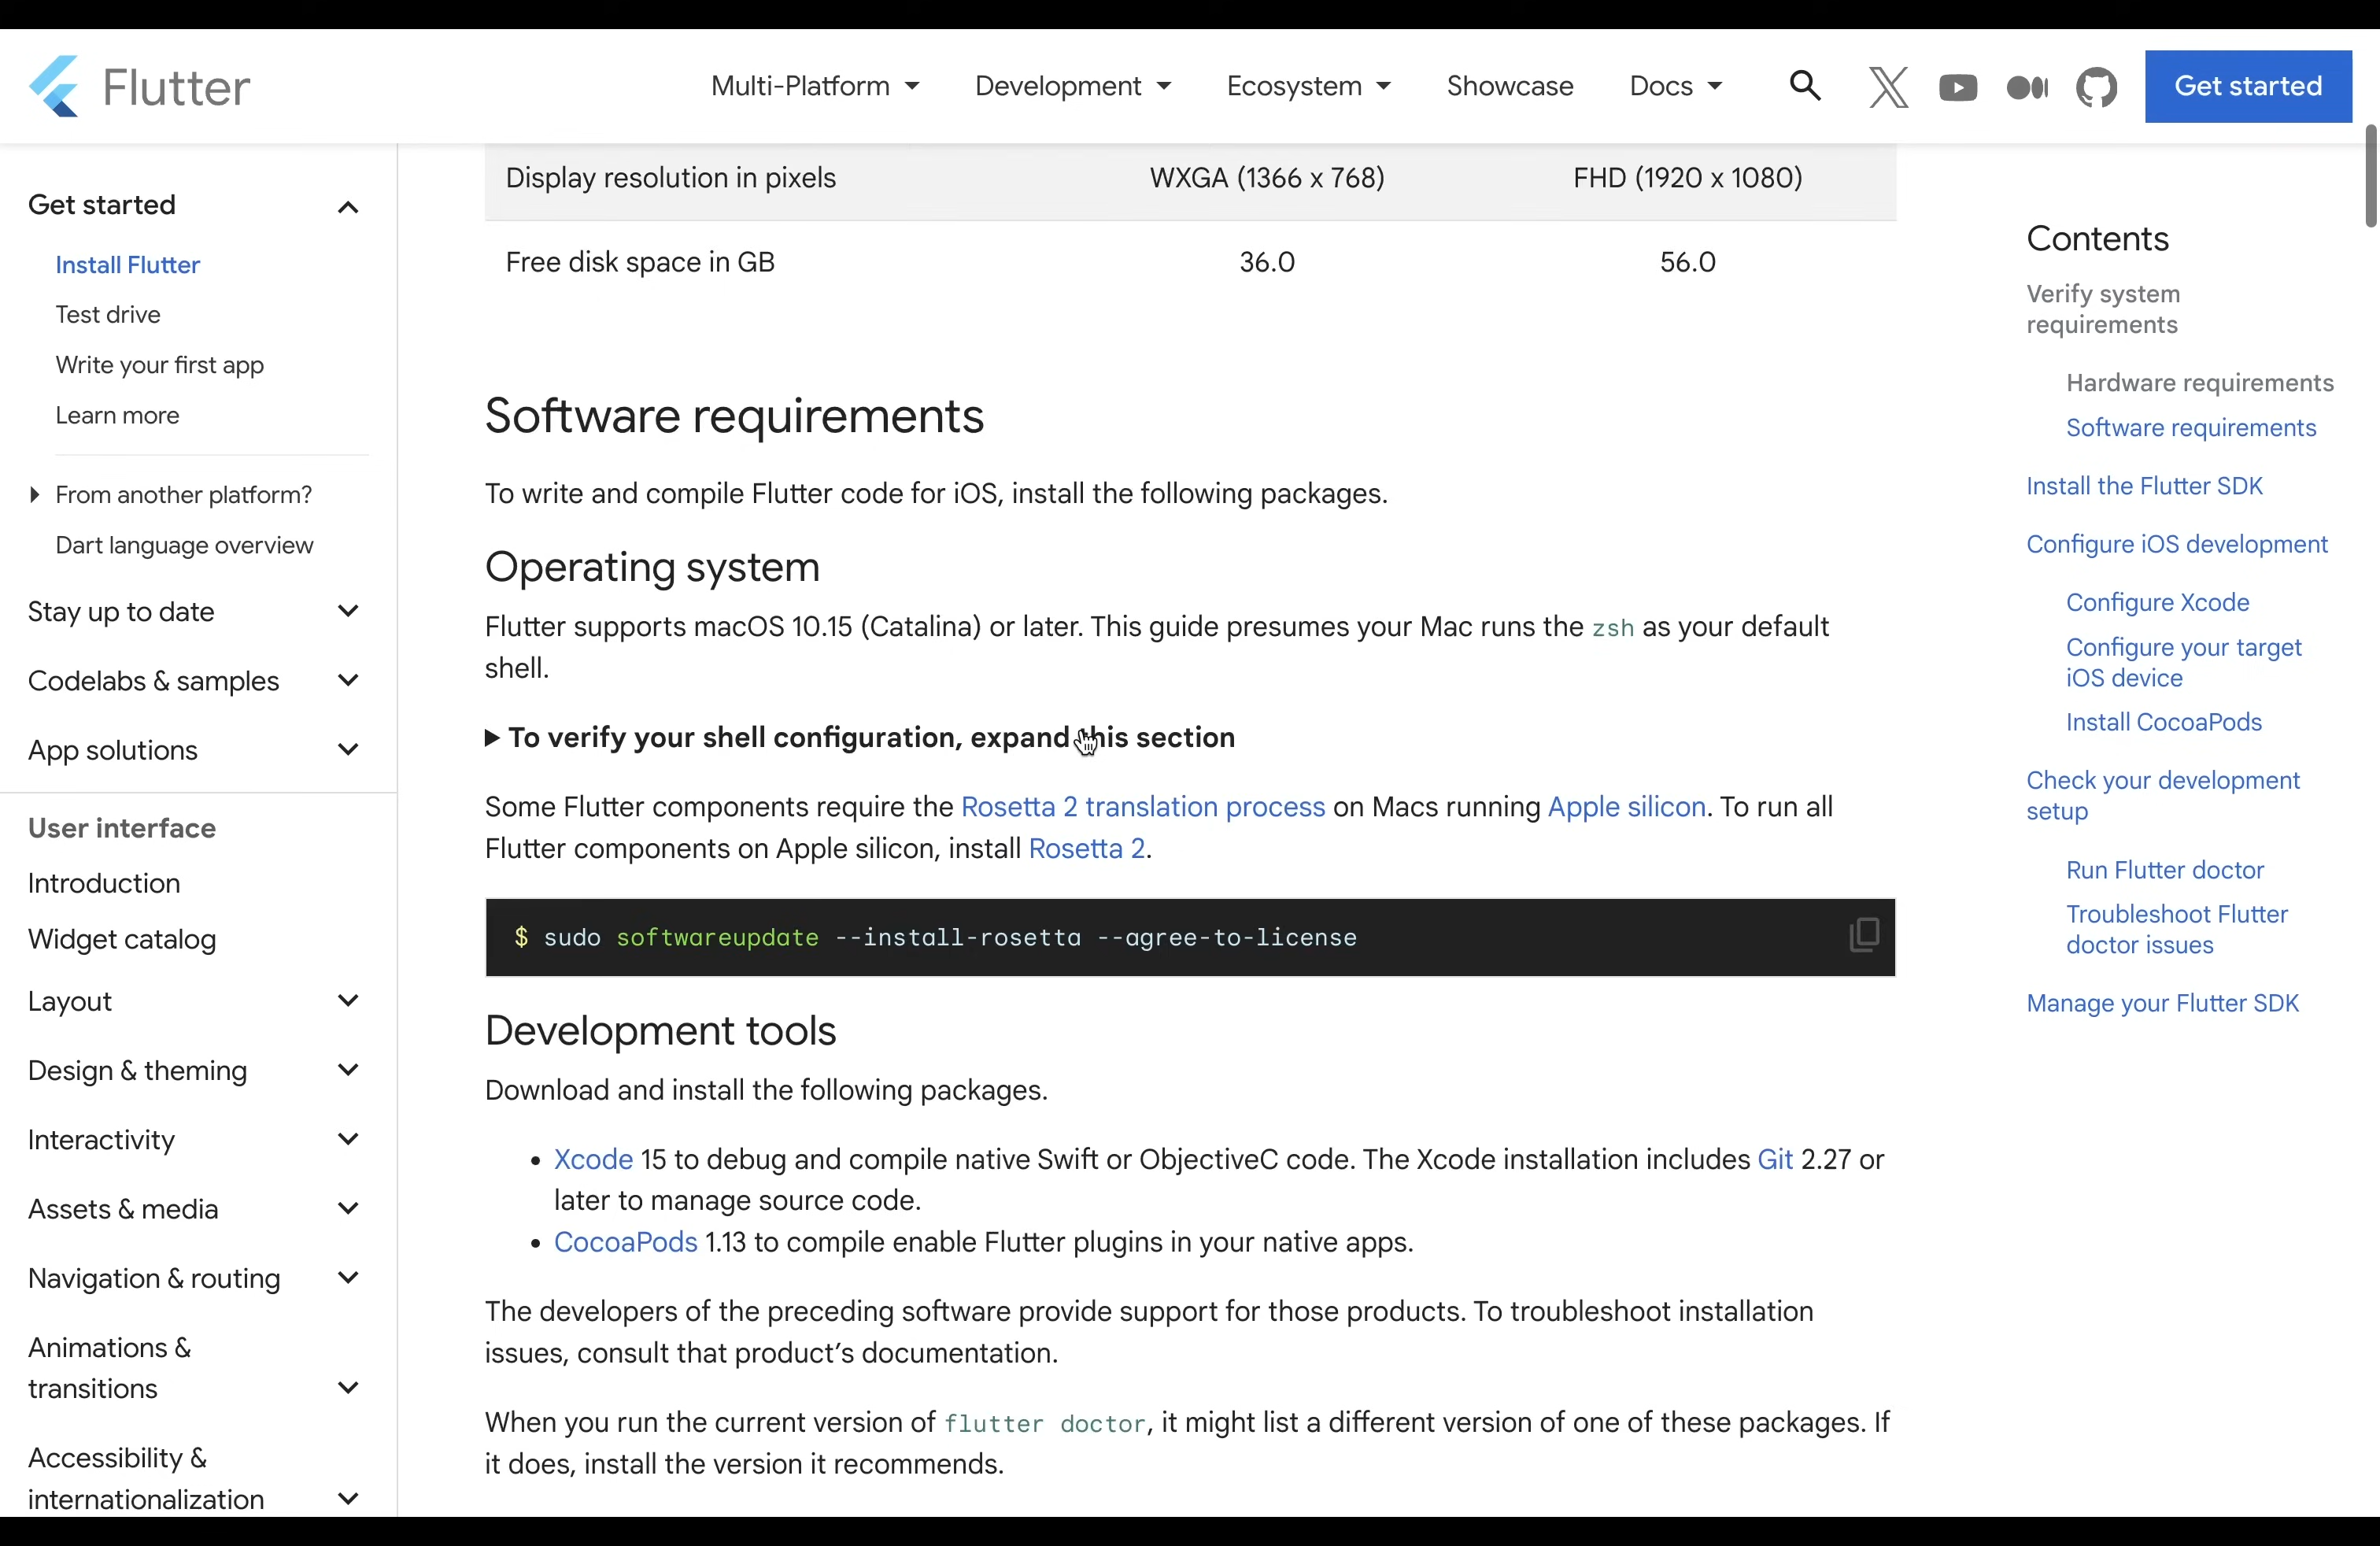 Flutter
Multi-Platform
Development
Ecosystem
Showcase
Docs
Get started
Get started
Install Flutter
Test drive
Write your first app
Learn more
From another platform?
Dart language overview
Stay up to date
Codelabs & samples
App solutions
User interface
Introduction
Widget catalog
Layout
Design & theming
Interactivity
Assets & media
Navigation & routing
Animations &
transitions
Accessibility &
internationalization
Display resolution in pixels WXGA (1366 x 768) FHD (1920 x 1080)
Free disk space in GB 36.0 56.0
Software requirements
To write and compile Flutter code for iOS, install the following packages.
Operating system
Flutter supports macOS 10.15 (Catalina) or later. This guide presumes your Mac runs the zsh as your default
shell.
To verify your shell configuration, expand this section
Some Flutter components require the Rosetta 2 translation process on Macs running Apple silicon. To run all
Flutter components on Apple silicon, install Rosetta 2.
$ sudo softwareupdate --install-rosetta --agree-to-license
Development tools
Download and install the following packages.
• Xcode 15 to debug and compile native Swift or ObjectiveC code. The Xcode installation includes Git 2.27 or
later to manage source code.
• CocoaPods 1.13 to compile enable Flutter plugins in your native apps.
The developers of the preceding software provide support for those products. To troubleshoot installation
issues, consult that product’s documentation.
When you run the current version of flutter doctor, it might list a different version of one of these packages. If
it does, install the version it recommends.
Contents
Verify system
requirements
Hardware requirements
Software requirements
Install the Flutter SDK
Configure iOS development
Configure Xcode
Configure your target
iOS device
Install CocoaPods
Check your development
setup
Run Flutter doctor
Troubleshoot Flutter
doctor issues
Manage your Flutter SDK